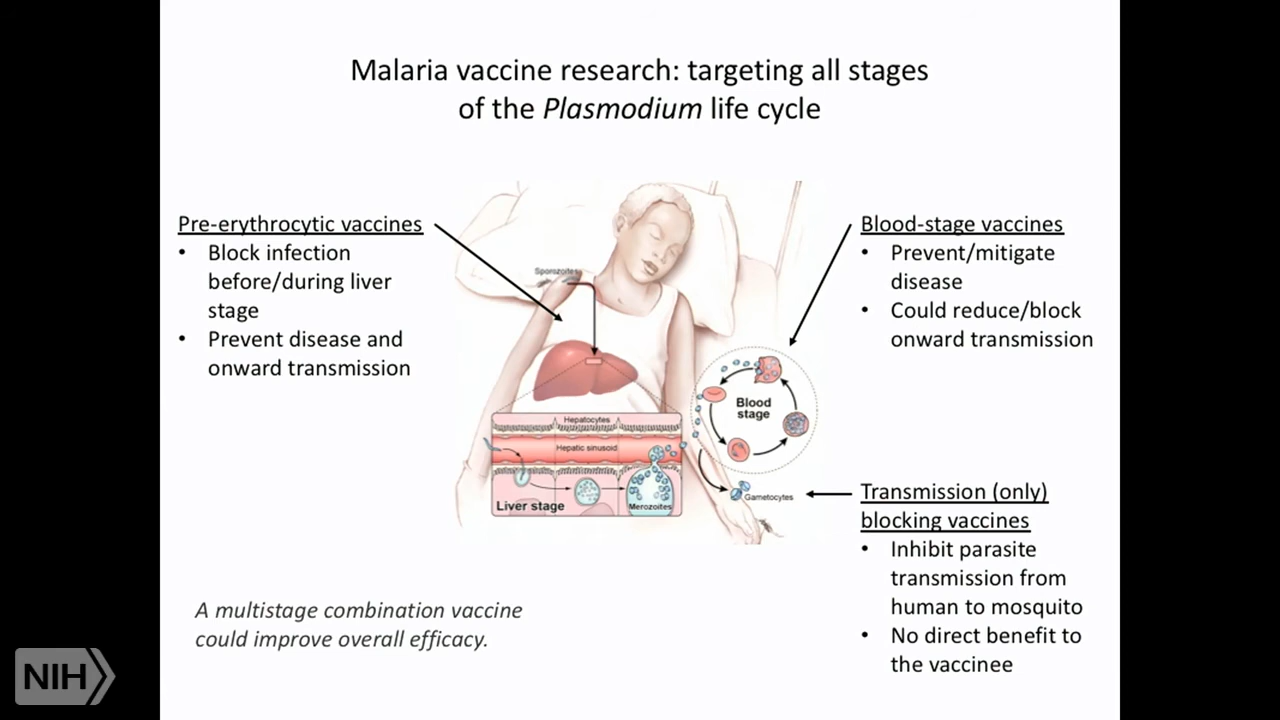 Malaria vaccine research: targeting all stages
of the Plasmodium life cycle
Pre-erythrocytic vaccines
• Block infection
before/during liver
stage
• Prevent disease and
onward transmission
Sporozoites
Hepatocytes
Hepatic sinusoid
Liver stage
Merozoites
Blood
stage
Gametocytes
Blood-stage vaccines
• Prevent/mitigate
disease
• Could reduce/block
onward transmission
Transmission (only)
blocking vaccines
• Inhibit parasite
transmission from
human to mosquito
• No direct benefit to
the vaccinee
A multistage combination vaccine
could improve overall efficacy.
NIH